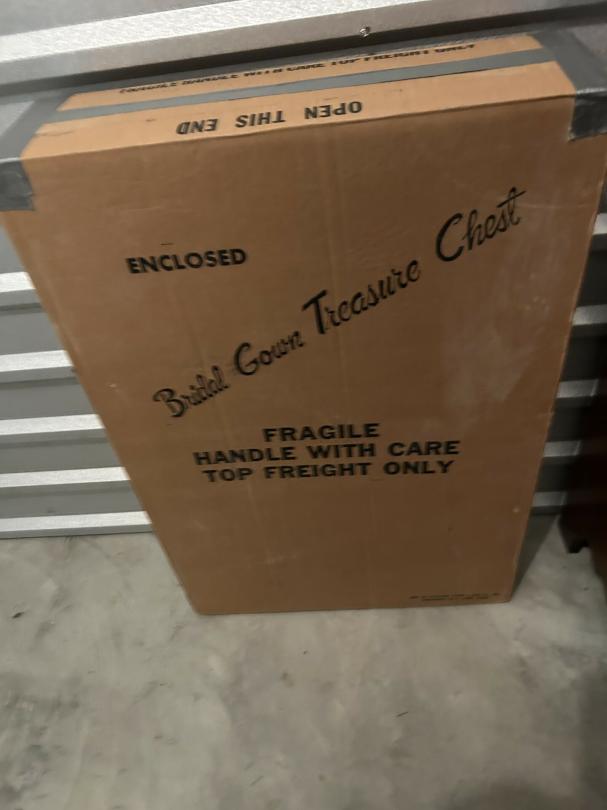 FRAGILE HANDLE WITH CARE TOP FREIGHT ONLY
OPEN THIS END
ENCLOSED
Bridal Gown Treasure Chest
FRAGILE
HANDLE WITH CARE
TOP FREIGHT ONLY